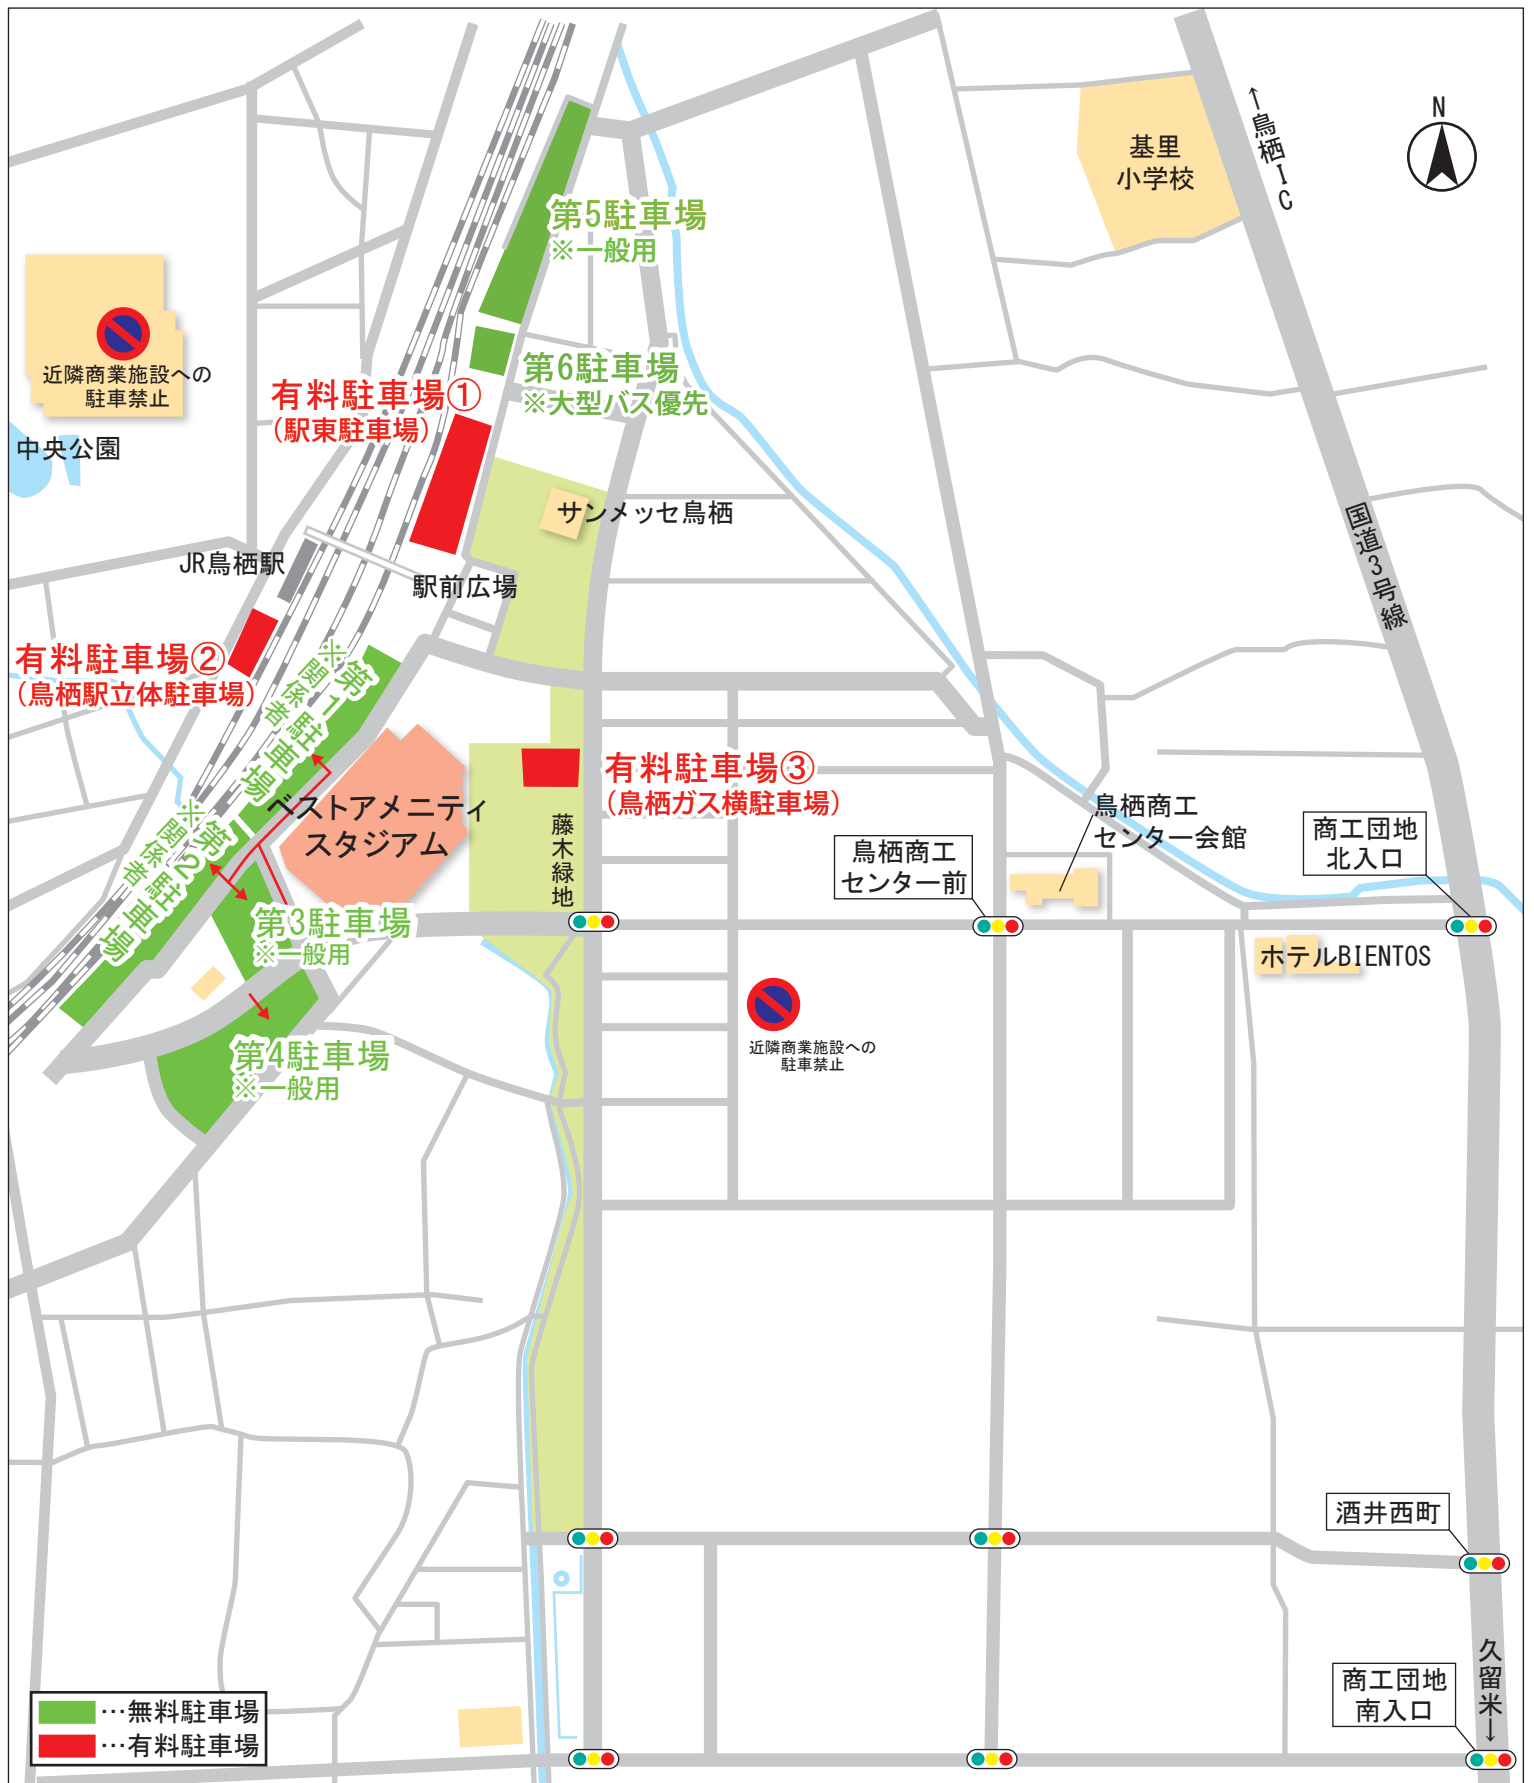 ←鳥栖IC
N
基里
小学校
第5駐車場
※一般用
近隣商業施設への
駐車禁止
第6駐車場
※大型バス優先
有料駐車場①
(駅東駐車場)
中央公園
サンメッセ鳥栖
国道3号線
JR鳥栖駅
駅前広場
有料駐車場②
(鳥栖駅立体駐車場)
第1駐車場
※関係者
有料駐車場③
(鳥栖ガス横駐車場)
ベストアメニティ
スタジアム
藤木緑地
鳥栖商工
センター会館
鳥栖商工
センター前
商工団地
北入口
第2駐車場
※関係者
第3駐車場
※一般用
ホテルBIENTOS
第4駐車場
※一般用
近隣商業施設への
駐車禁止
酒井西町
久留米→
商工団地
南入口
…無料駐車場
…有料駐車場